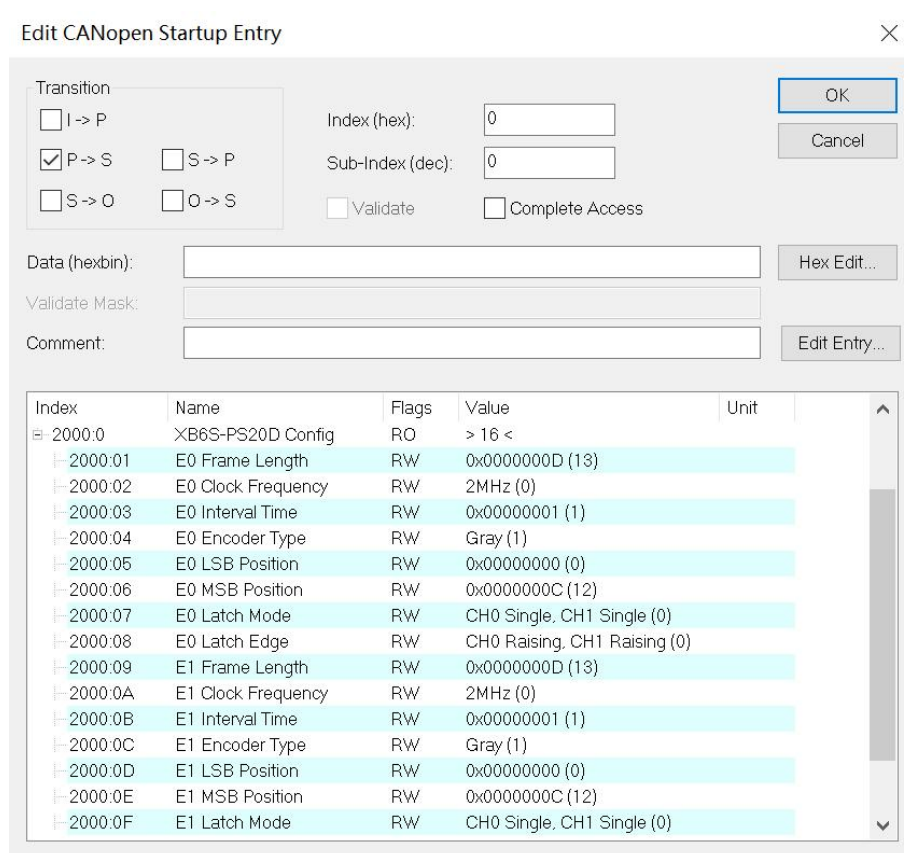 Edit CANopen Startup Entry
Transition
I -> P
P -> S
S -> P
S -> O
O -> S
Index (hex): 0
Sub-Index (dec): 0
Validate
Complete Access
OK
Cancel
Data (hexbin):
Hex Edit...
Validate Mask:
Comment:
Edit Entry...
Index Name Flags Value Unit
2000:0 XB6S-PS20D Config RO > 16 <
2000:01 E0 Frame Length RW 0x0000000D (13)
2000:02 E0 Clock Frequency RW 2MHz (0)
2000:03 E0 Interval Time RW 0x00000001 (1)
2000:04 E0 Encoder Type RW Gray (1)
2000:05 E0 LSB Position RW 0x00000000 (0)
2000:06 E0 MSB Position RW 0x0000000C (12)
2000:07 E0 Latch Mode RW CH0 Single, CH1 Single (0)
2000:08 E0 Latch Edge RW CH0 Raising, CH1 Raising (0)
2000:09 E1 Frame Length RW 0x0000000D (13)
2000:0A E1 Clock Frequency RW 2MHz (0)
2000:0B E1 Interval Time RW 0x00000001 (1)
2000:0C E1 Encoder Type RW Gray (1)
2000:0D E1 LSB Position RW 0x00000000 (0)
2000:0E E1 MSB Position RW 0x0000000C (12)
2000:0F E1 Latch Mode RW CH0 Single, CH1 Single (0)